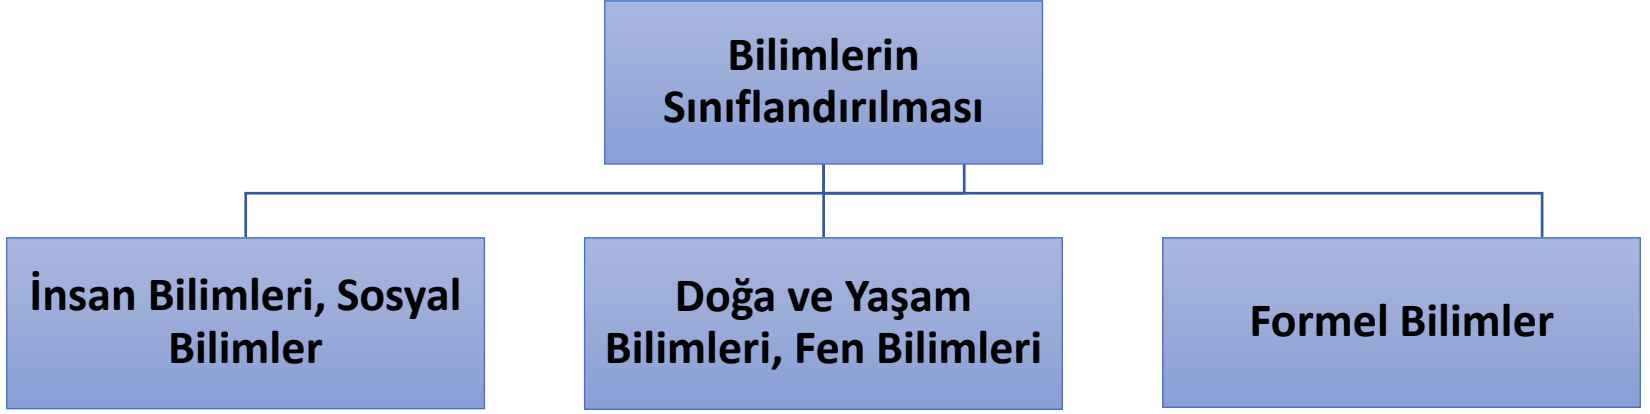 Bilimlerin
Sınıflandırılması
İnsan Bilimleri, Sosyal
Bilimler
Doğa ve Yaşam
Bilimleri, Fen Bilimleri
Formel Bilimler